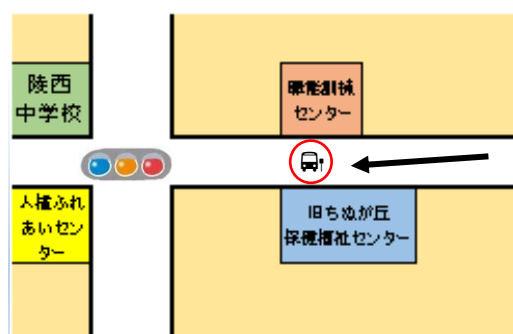 陵西
中学校
職能訓練
センター
人権ふれ
あいセン
ター
旧ちぬが丘
保健福祉センター